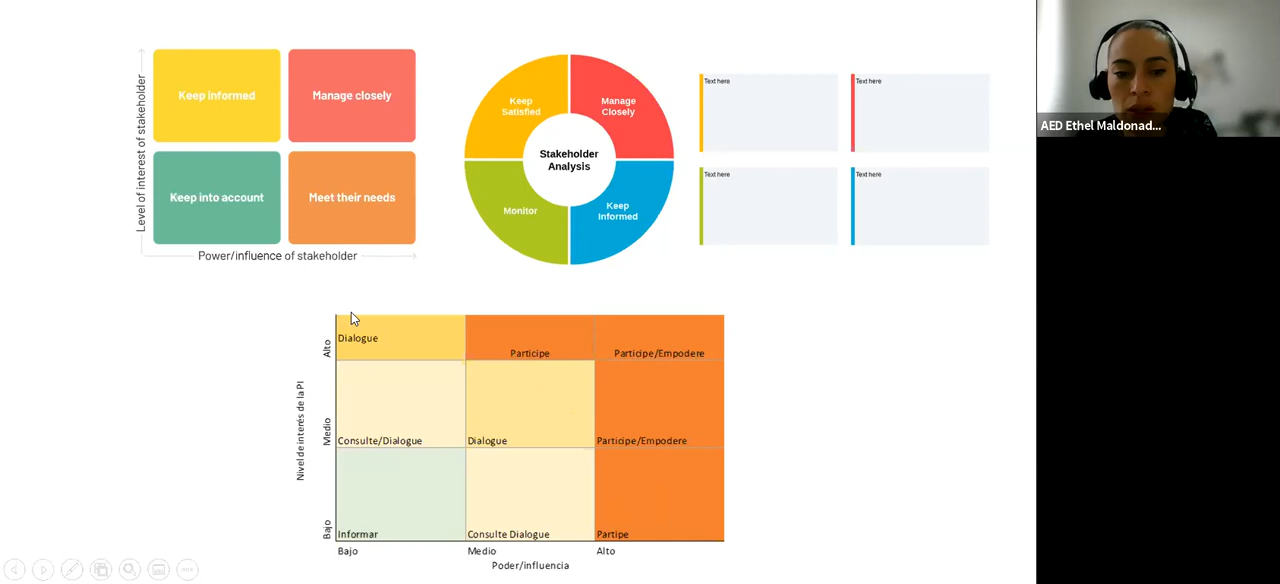 Level of interest of stakeholder
Keep informed
Manage closely
Keep into account
Meet their needs
Power/influence of stakeholder
Keep
Satisfied
Manage
Closely
Stakeholder
Analysis
Monitor
Keep
Informed
Text here
Text here
Text here
Text here
AED Ethel Maldonad...
Nivel de interés de la PI
Alto
Medio
Bajo
Dialogue
Participe
Participe/Empodere
Consulte/Dialogue
Dialogue
Participe/Empodere
Informar
Consulte Dialogue
Partipe
Bajo
Medio
Alto
Poder/influencia